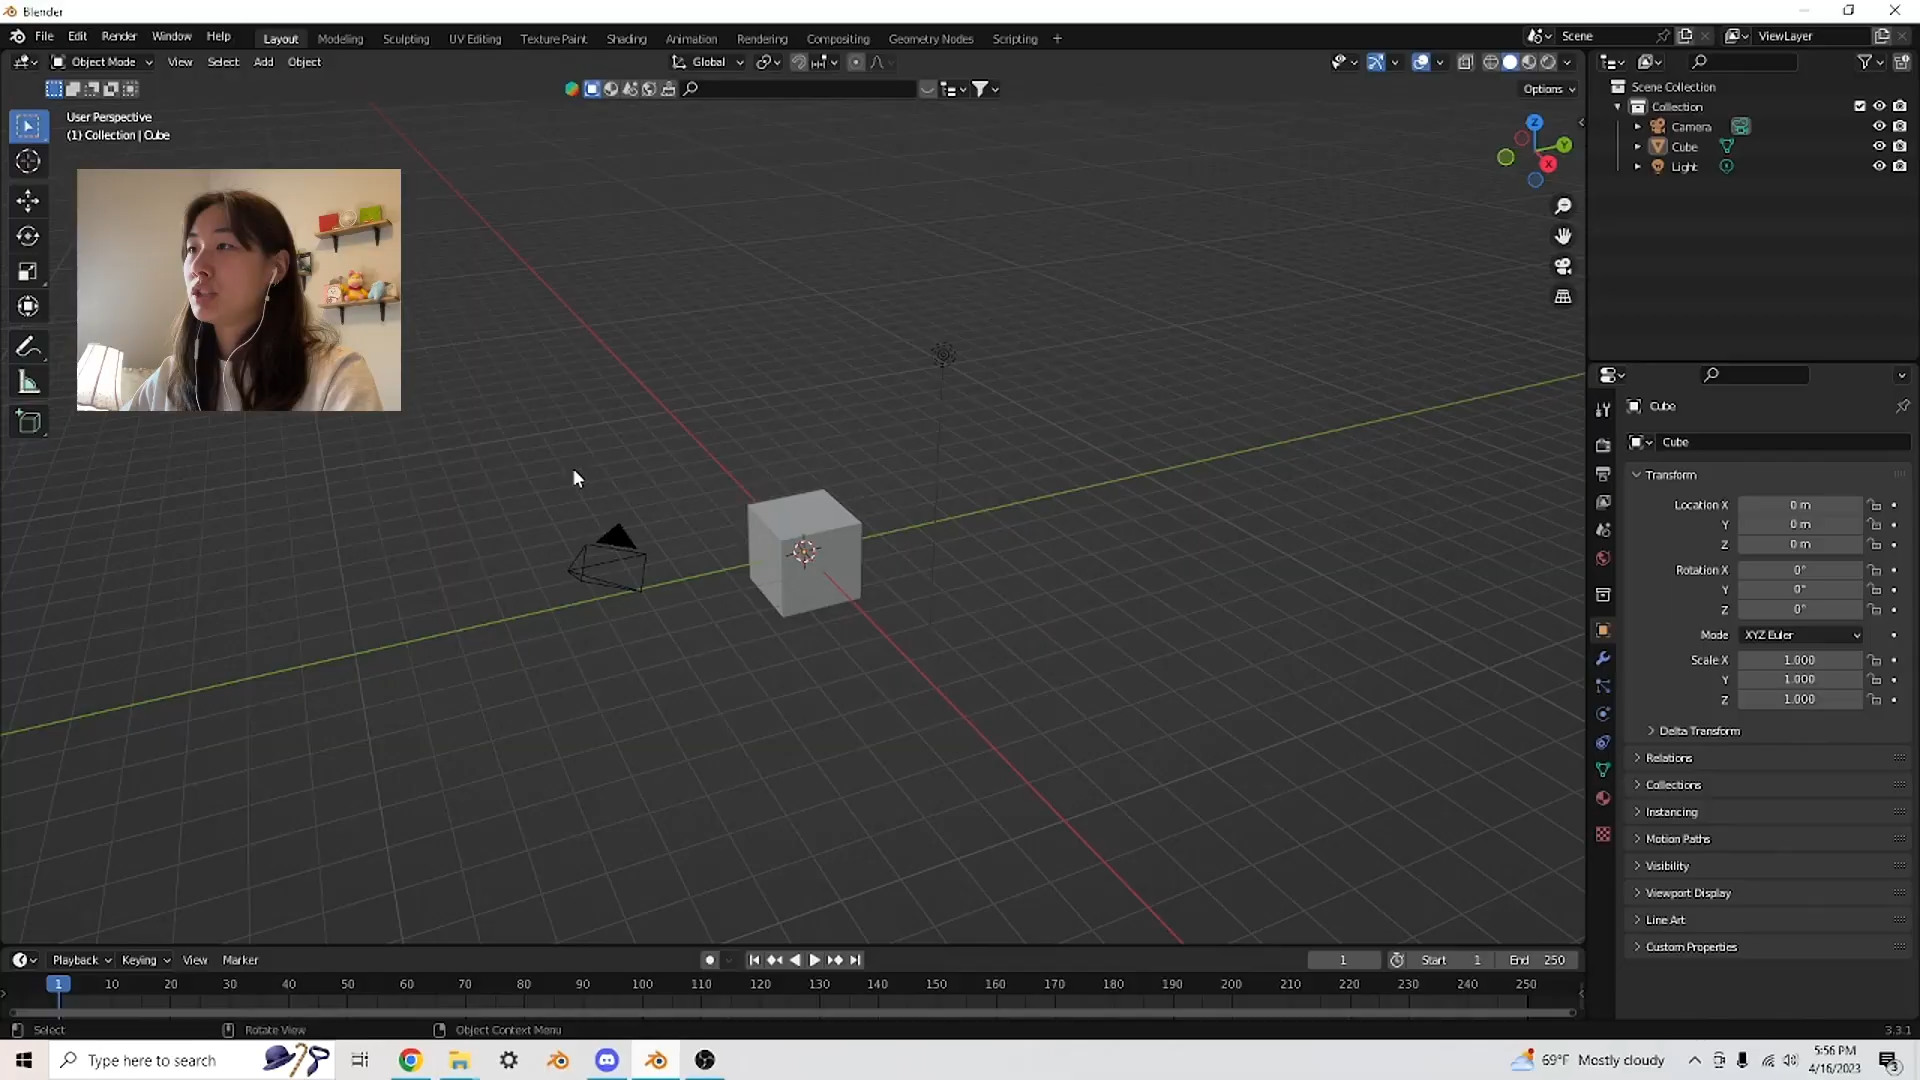 Blender
File Edit Render Window Help
Layout Modeling Sculpting UV Editing Texture Paint Shading Animation Rendering Compositing Geometry Nodes Scripting +
Scene
ViewLayer
Object Mode View Select Add Object
Global
Options
User Perspective
(1) Collection | Cube
Z
Y
X
Scene Collection
Collection
Camera
Cube
Light
Cube
Cube
Transform
Location X 0 m
Y 0 m
Z 0 m
Rotation X 0°
Y 0°
Z 0°
Mode XYZ Euler
Scale X 1.000
Y 1.000
Z 1.000
Delta Transform
Relations
Collections
Instancing
Motion Paths
Visibility
Viewport Display
Line Art
Custom Properties
Playback Keying View Marker
1 Start 1 End 250
1 10 20 30 40 50 60 70 80 90 100 110 120 130 140 150 160 170 180 190 200 210 220 230 240 250
Select Rotate View Object Context Menu
3.3.1
Type here to search
69°F Mostly cloudy
5:56 PM
4/16/2023
3